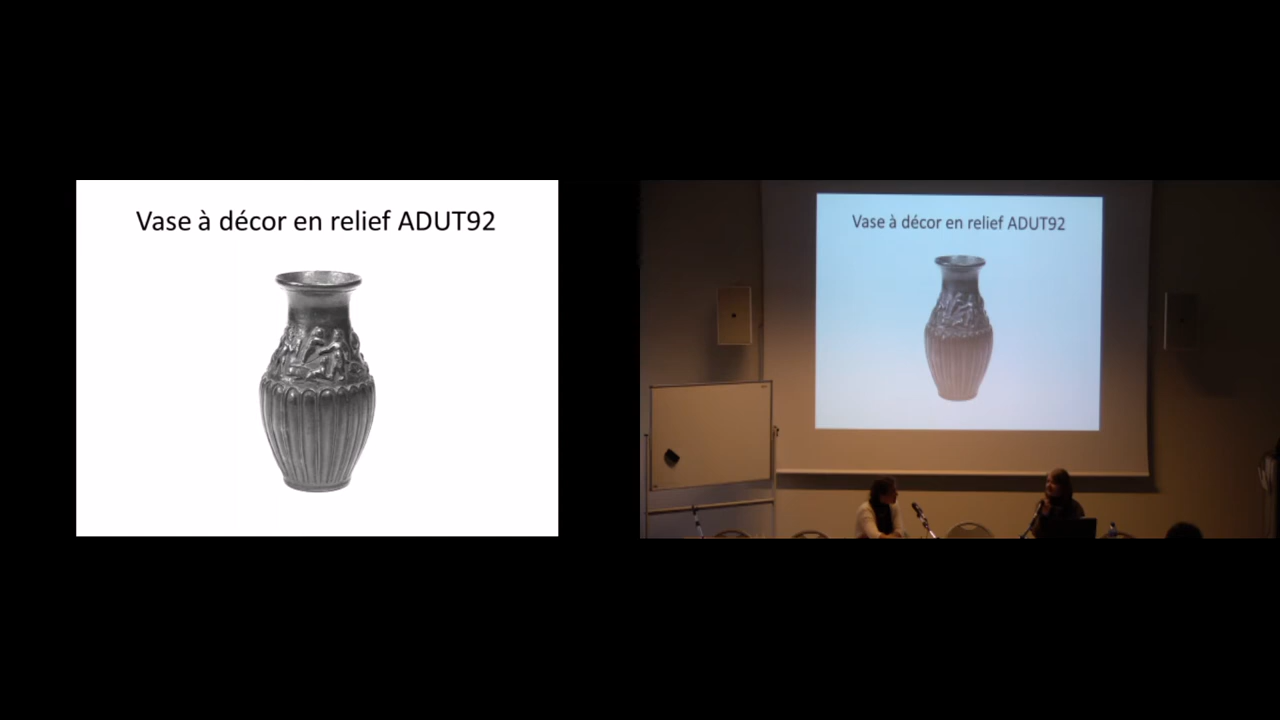 Vase à décor en relief ADUT92
Vase à décor en relief ADUT92